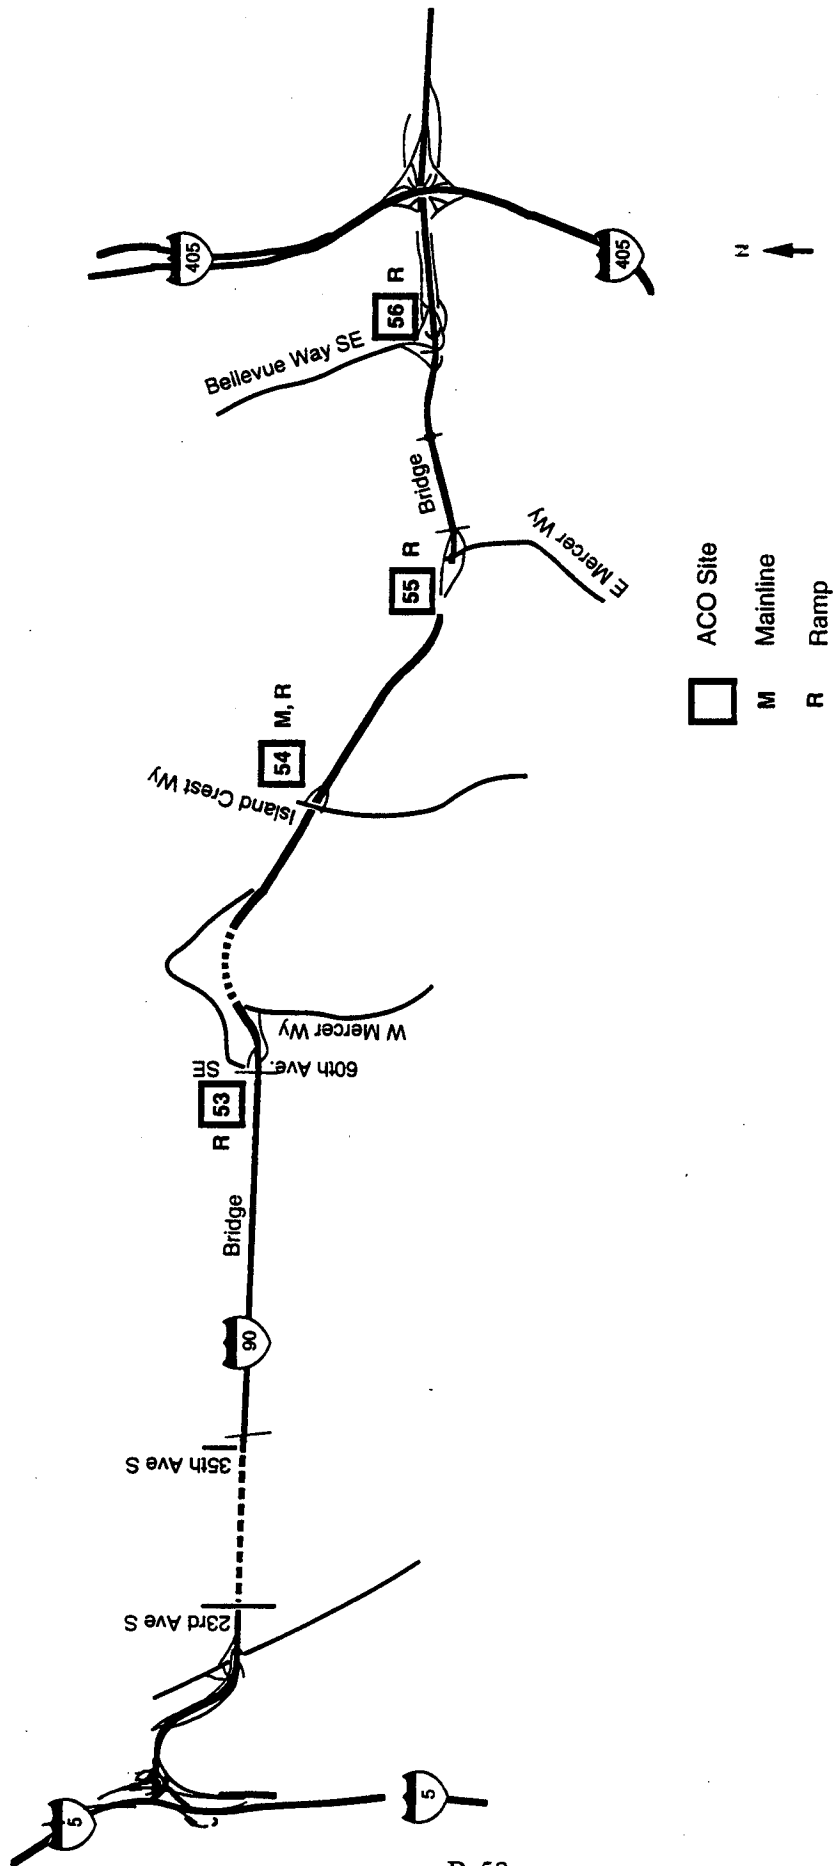 5
5
23rd Ave S
35th Ave S
90
Bridge
R
53
60th Ave.
SE
W Mercer Wy
Island Crest Wy
54
M, R
55
R
E Mercer Wy
Bridge
Bellevue Way SE
56
R
405
405
N
ACO Site
M Mainline
R Ramp